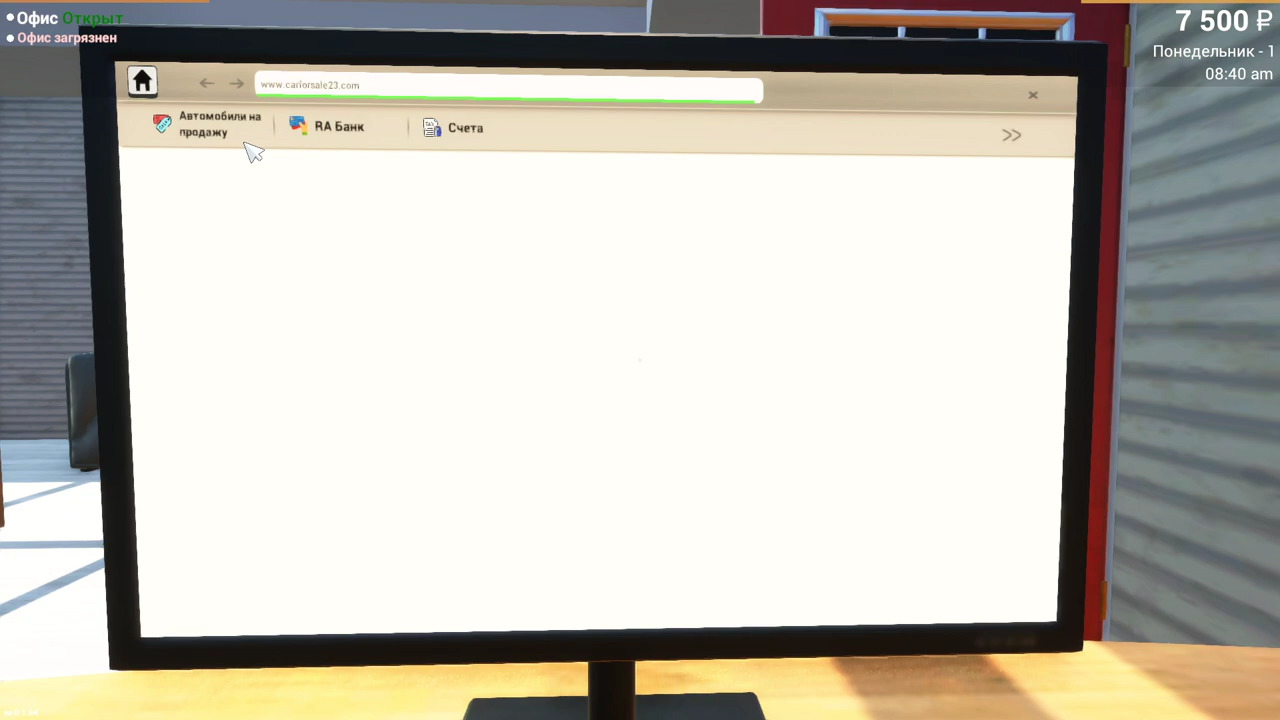 Офис Открыт
Офис загрязнен
7 500 ₽
Понедельник - 1
08:40 am
www.cariorsale23.com
Автомобили на
продажу
RA Банк
Счета
>>